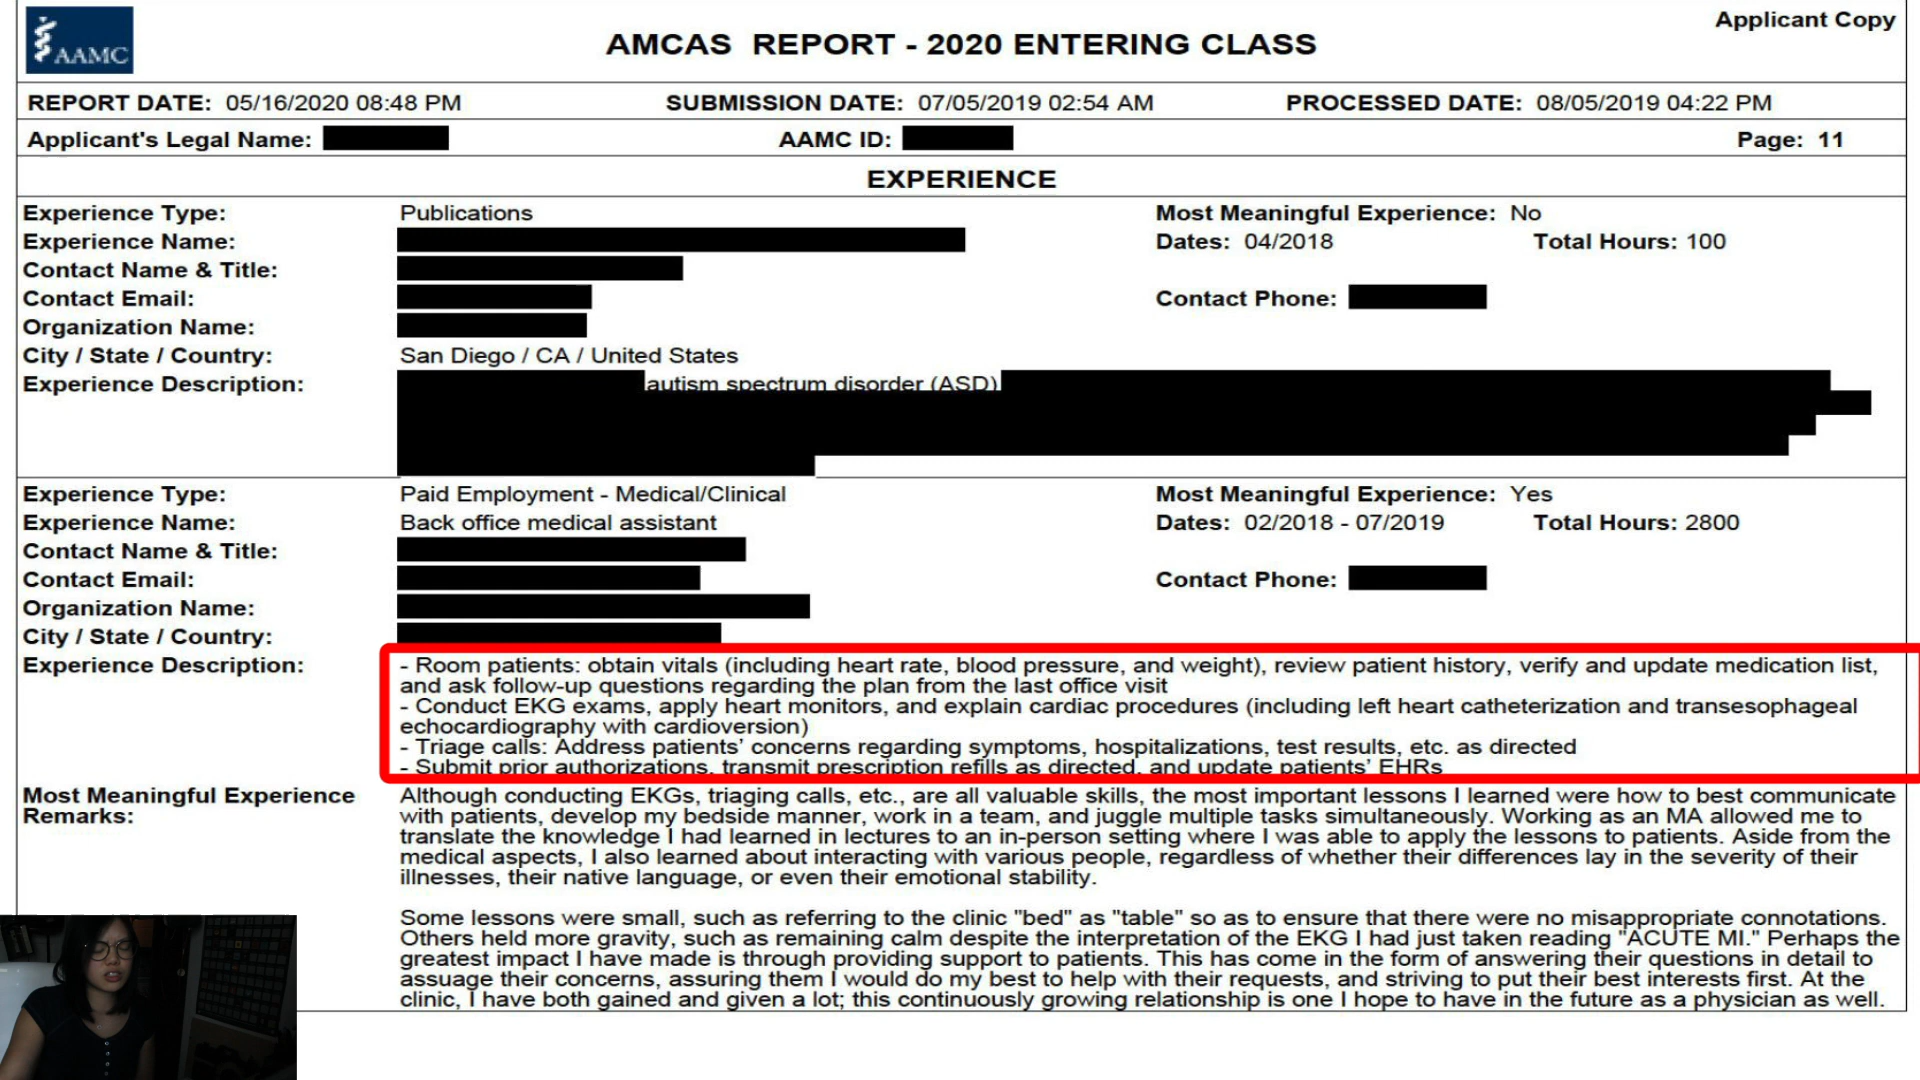 Applicant Copy
AAMC
AMCAS REPORT - 2020 ENTERING CLASS
REPORT DATE: 05/16/2020 08:48 PM SUBMISSION DATE: 07/05/2019 02:54 AM PROCESSED DATE: 08/05/2019 04:22 PM
Applicant's Legal Name: AAMC ID: Page: 11
EXPERIENCE
Experience Type: Publications Most Meaningful Experience: No
Experience Name: Dates: 04/2018 Total Hours: 100
Contact Name & Title:
Contact Email: Contact Phone:
Organization Name:
City / State / Country: San Diego / CA / United States
Experience Description: autism spectrum disorder (ASD)
Experience Type: Paid Employment - Medical/Clinical Most Meaningful Experience: Yes
Experience Name: Back office medical assistant Dates: 02/2018 - 07/2019 Total Hours: 2800
Contact Name & Title:
Contact Email: Contact Phone:
Organization Name:
City / State / Country:
Experience Description: - Room patients: obtain vitals (including heart rate, blood pressure, and weight), review patient history, verify and update medication list,
and ask follow-up questions regarding the plan from the last office visit
- Conduct EKG exams, apply heart monitors, and explain cardiac procedures (including left heart catheterization and transesophageal
echocardiography with cardioversion)
- Triage calls: Address patients' concerns regarding symptoms, hospitalizations, test results, etc. as directed
- Submit prior authorizations, transmit prescription refills as directed, and update patients' EHRs
Most Meaningful Experience Although conducting EKGs, triaging calls, etc., are all valuable skills, the most important lessons I learned were how to best communicate
Remarks: with patients, develop my bedside manner, work in a team, and juggle multiple tasks simultaneously. Working as an MA allowed me to
translate the knowledge I had learned in lectures to an in-person setting where I was able to apply the lessons to patients. Aside from the
medical aspects, I also learned about interacting with various people, regardless of whether their differences lay in the severity of their
illnesses, their native language, or even their emotional stability.
Some lessons were small, such as referring to the clinic "bed" as "table" so as to ensure that there were no misappropriate connotations.
Others held more gravity, such as remaining calm despite the interpretation of the EKG I had just taken reading "ACUTE MI." Perhaps the
greatest impact I have made is through providing support to patients. This has come in the form of answering their questions in detail to
assuage their concerns, assuring them I would do my best to help with their requests, and striving to put their best interests first. At the
clinic, I have both gained and given a lot; this continuously growing relationship is one I hope to have in the future as a physician as well.